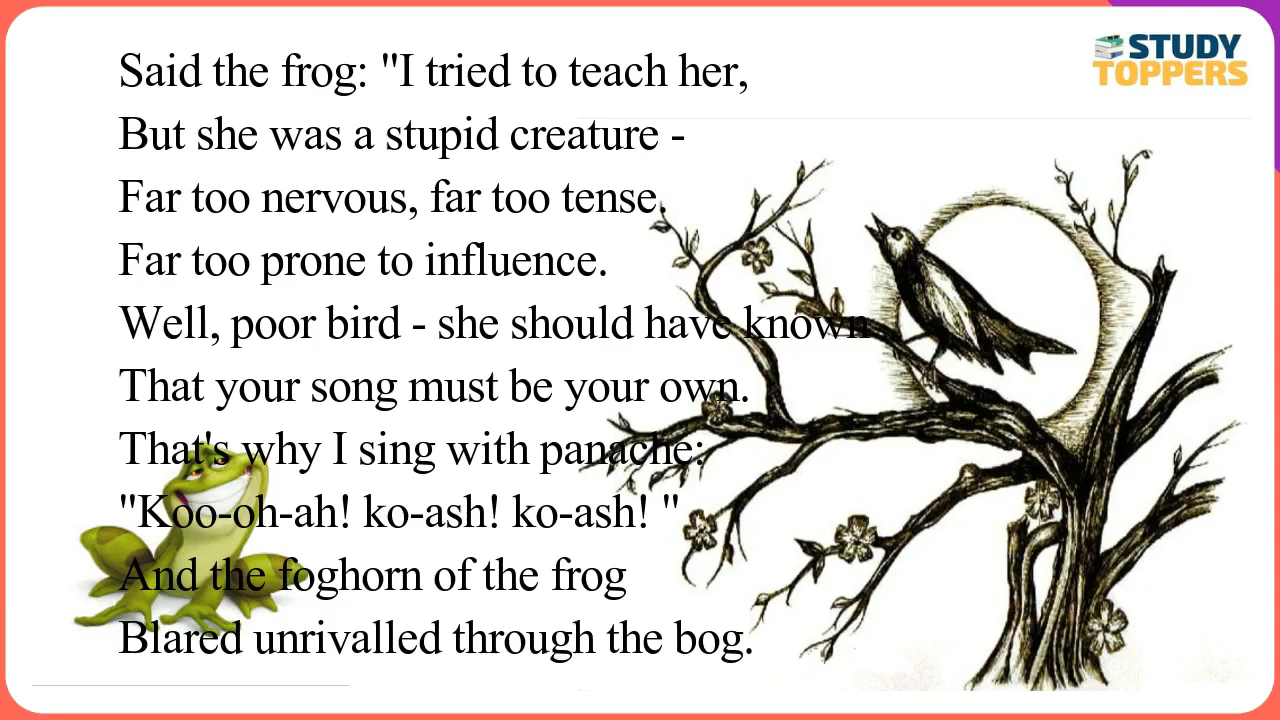 STUDY
TOPPERS
Said the frog: "I tried to teach her,
But she was a stupid creature -
Far too nervous, far too tense.
Far too prone to influence.
Well, poor bird - she should have known
That your song must be your own.
That's why I sing with panache:
"Koo-oh-ah! ko-ash! ko-ash! "
And the foghorn of the frog
Blared unrivalled through the bog.